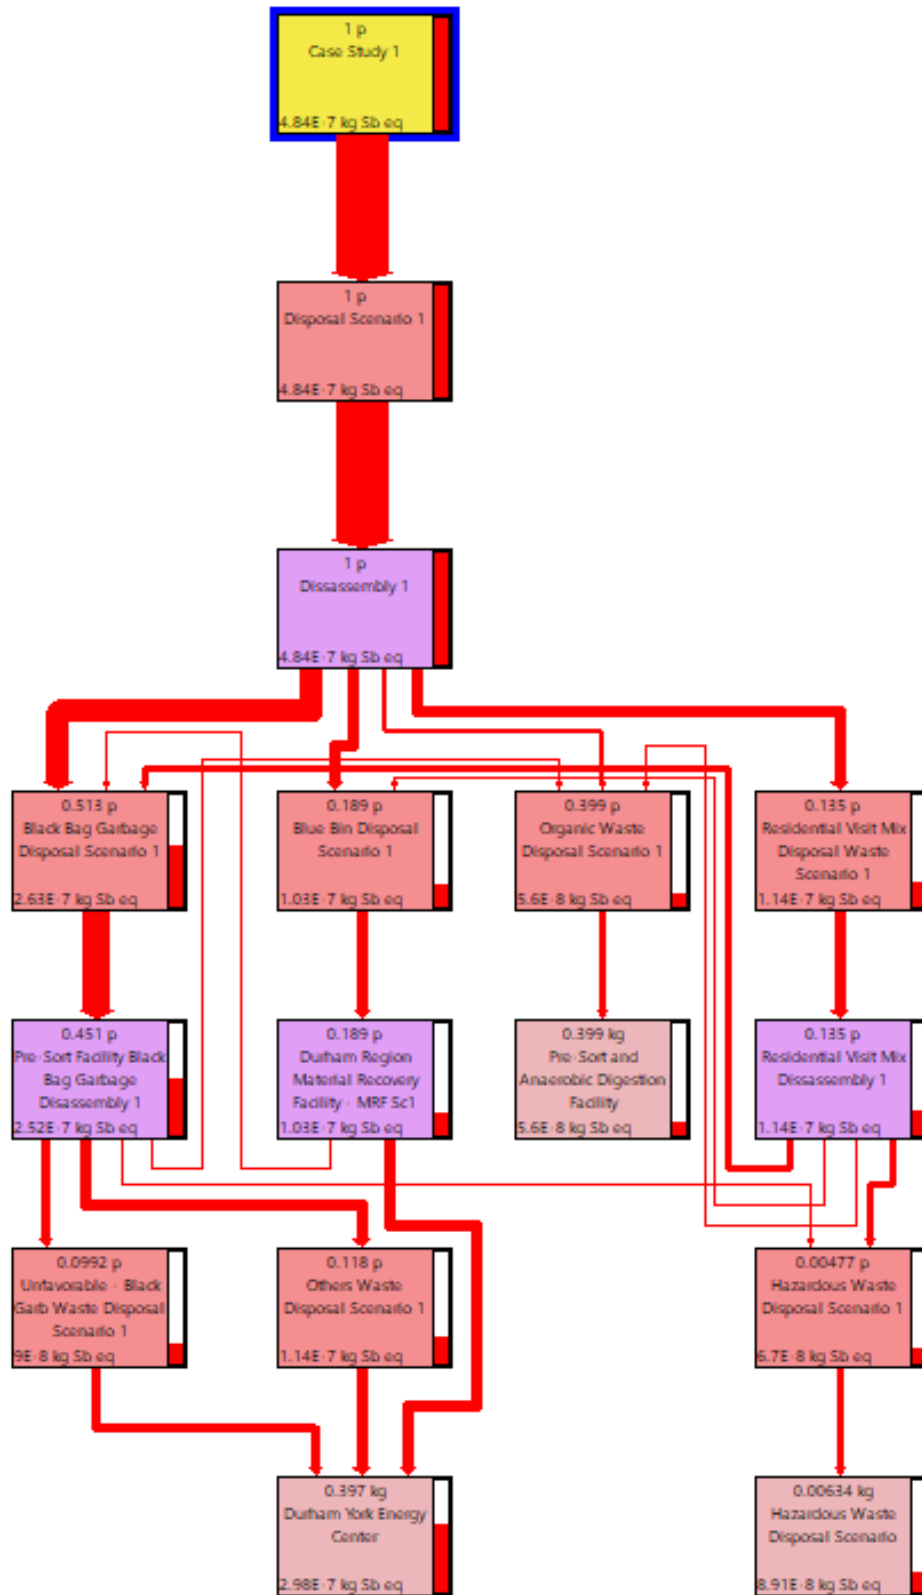 1 p
Case Study 1
4.84E-7 kg Sb eq
1 p
Disposal Scenario 1
4.84E-7 kg Sb eq
1 p
Dissassembly 1
4.84E-7 kg Sb eq
0.513 p
Black Bag Garbage
Disposal Scenario 1
2.63E-7 kg Sb eq
0.189 p
Blue Bin Disposal
Scenario 1
1.03E-7 kg Sb eq
0.399 p
Organic Waste
Disposal Scenario 1
5.6E-8 kg Sb eq
0.135 p
Residential Visit Mix
Disposal Waste
Scenario 1
1.14E-7 kg Sb eq
0.451 p
Pre-Sort Facility Black
Bag Garbage
Disassembly 1
2.52E-7 kg Sb eq
0.189 p
Durham Region
Material Recovery
Facility - MRF Sc1
1.03E-7 kg Sb eq
0.399 kg
Pre-Sort and
Anaerobic Digestion
Facility
5.6E-8 kg Sb eq
0.135 p
Residential Visit Mix
Dissassembly 1
1.14E-7 kg Sb eq
0.0992 p
Unfavorable - Black
Garb Waste Disposal
Scenario 1
9E-8 kg Sb eq
0.118 p
Others Waste
Disposal Scenario 1
1.14E-7 kg Sb eq
0.00477 p
Hazardous Waste
Disposal Scenario 1
6.7E-8 kg Sb eq
0.397 kg
Durham York Energy
Center
2.98E-7 kg Sb eq
0.00634 kg
Hazardous Waste
Disposal Scenario
8.91E-8 kg Sb eq